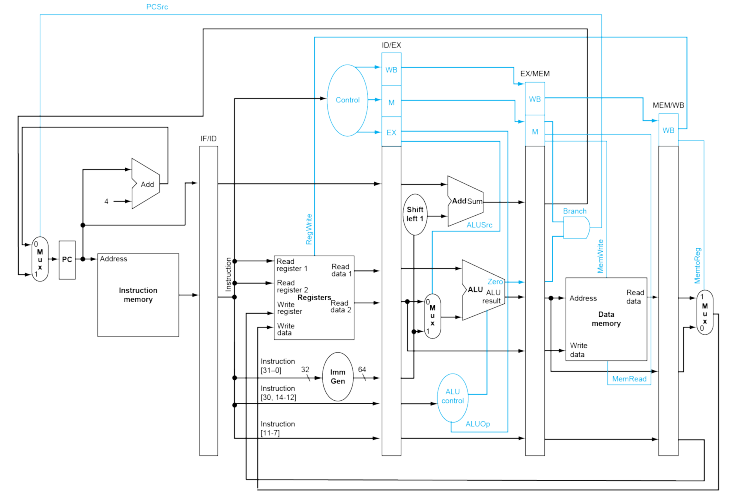 PCSrc
ID/EX
WB
EX/MEM
Control
M
WB
MEM/WB
EX
M
WB
IF/ID
Add
4
Add Sum
Shift
left 1
ALUSrc
Branch
RegWrite
MemWrite
MemtoReg
Instruction
0
M
u
x
1
PC
Address
Instruction
memory
Read
register 1
Read
register 2
Write
register
Write
data
Registers
Read
data 1
Read
data 2
0
M
u
x
1
Zero
ALU
ALU
result
Address
Read
data
Data
memory
Write
data
1
M
u
x
0
Instruction
[31–0]
32
Imm
Gen
64
Instruction
[30, 14-12]
ALU
control
MemRead
ALUOp
Instruction
[11-7]